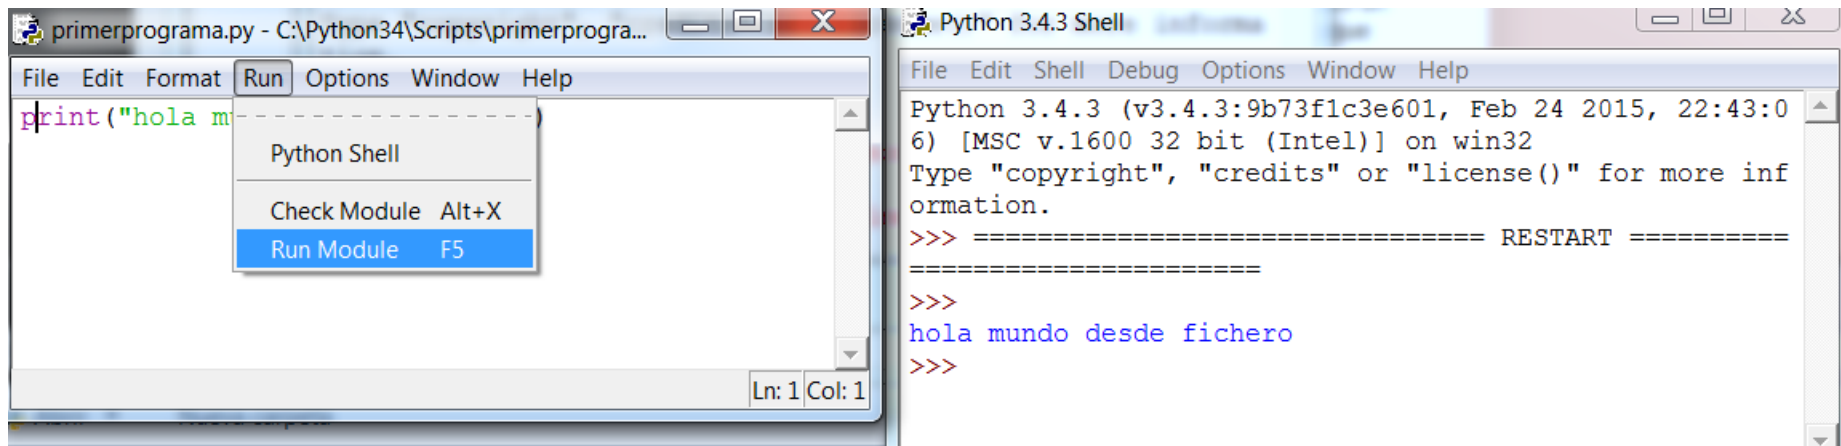 primerprograma.py - C:\Python34\Scripts\primerprogra...
File Edit Format Run Options Window Help
print("hola m )
Python Shell
Check Module Alt+X
Run Module F5
Ln: 1 Col: 1
Python 3.4.3 Shell
File Edit Shell Debug Options Window Help
Python 3.4.3 (v3.4.3:9b73f1c3e601, Feb 24 2015, 22:43:0
6) [MSC v.1600 32 bit (Intel)] on win32
Type "copyright", "credits" or "license()" for more inf
ormation.
>>> ================================ RESTART ==========
======================
>>>
hola mundo desde fichero
>>>